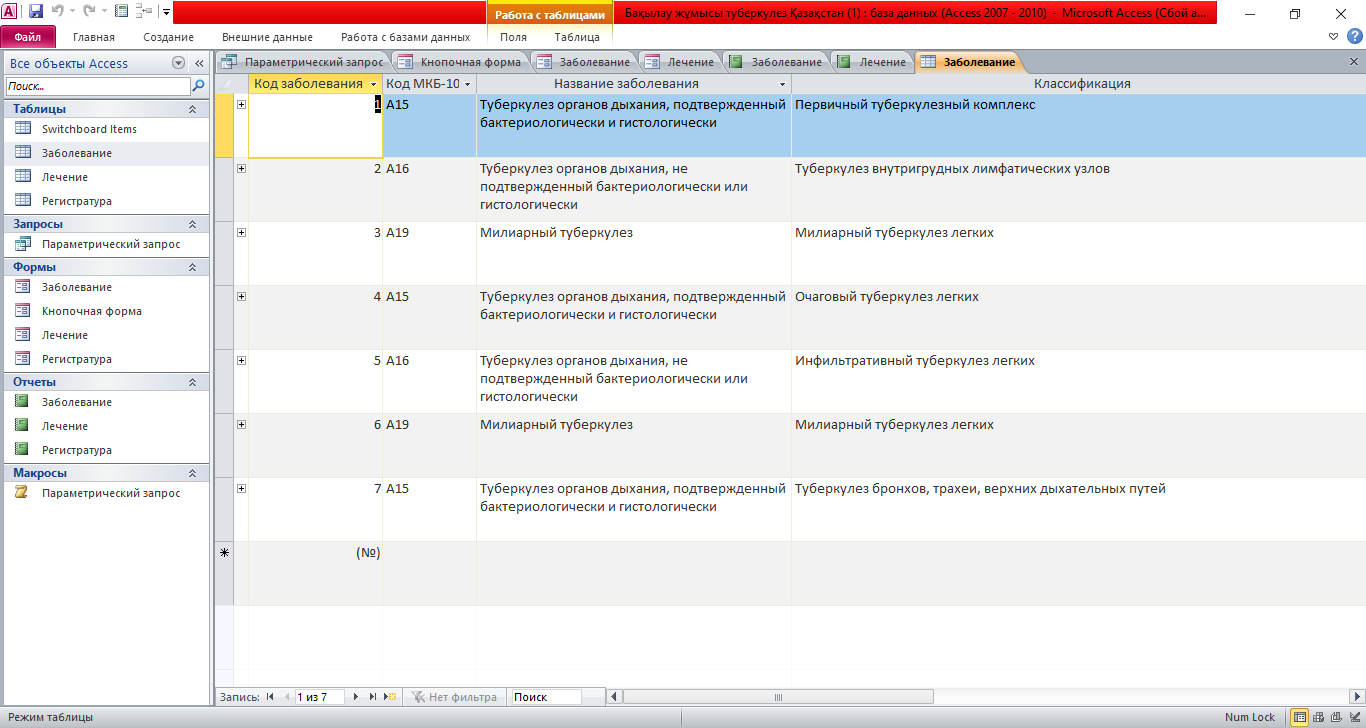 Работа с таблицами
Бақылау жұмысы туберкулез Қазақстан (1) : база данных (Access 2007 - 2010) - Microsoft Access (Сбой а...
Файл
Главная
Создание
Внешние данные
Работа с базами данных
Поля
Таблица
Все объекты Access
Поиск...
Таблицы
Switchboard Items
Заболевание
Лечение
Регистратура
Запросы
Параметрический запрос
Формы
Заболевание
Кнопочная форма
Лечение
Регистратура
Отчеты
Заболевание
Лечение
Регистратура
Макросы
Параметрический запрос
Параметрический запрос
Кнопочная форма
Заболевание
Лечение
Заболевание
Лечение
Заболевание
Код заболевания
Код МКБ-10
Название заболевания
Классификация
1 A15 Туберкулез органов дыхания, подтвержденный Первичный туберкулезный комплекс
бактериологически и гистологически
2 A16 Туберкулез органов дыхания, не Туберкулез внутригрудных лимфатических узлов
подтвержденный бактериологически или
гистологически
3 A19 Милиарный туберкулез Милиарный туберкулез легких
4 A15 Туберкулез органов дыхания, подтвержденный Очаговый туберкулез легких
бактериологически и гистологически
5 A16 Туберкулез органов дыхания, не Инфильтративный туберкулез легких
подтвержденный бактериологически или
гистологически
6 A19 Милиарный туберкулез Милиарный туберкулез легких
7 A15 Туберкулез органов дыхания, подтвержденный Туберкулез бронхов, трахеи, верхних дыхательных путей
бактериологически и гистологически
(№)
Запись:
1 из 7
Нет фильтра
Поиск
Режим таблицы
Num Lock